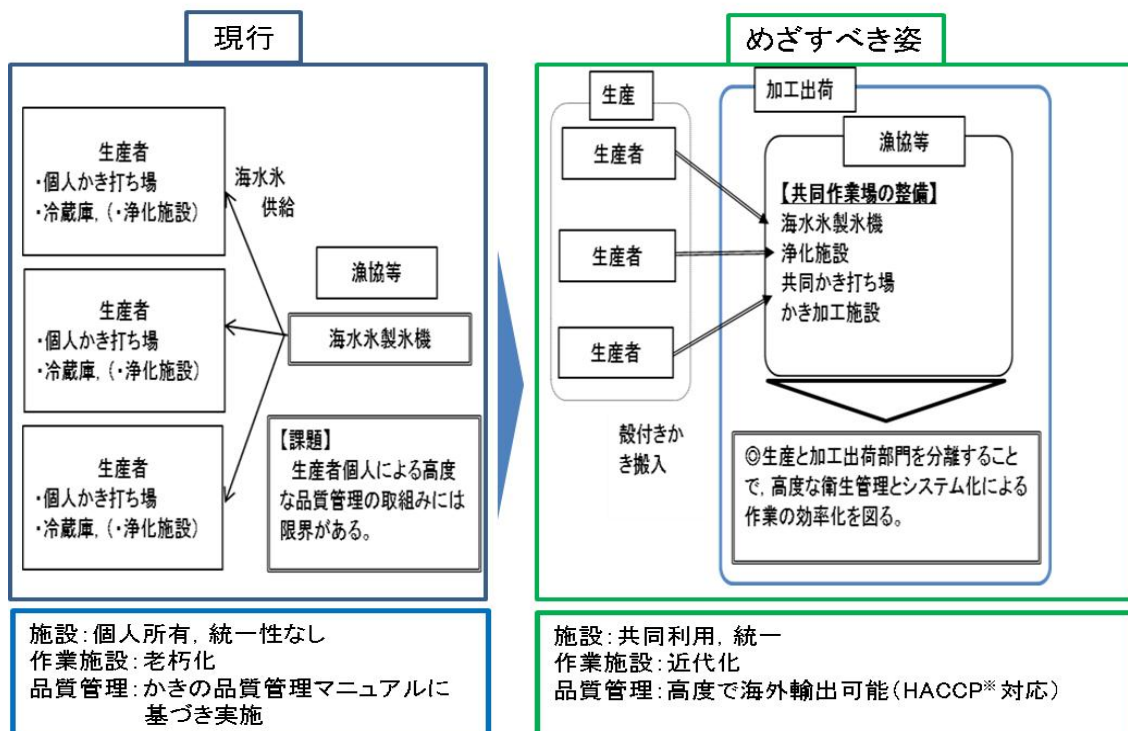 現行
生産者
・個人かき打ち場
・冷蔵庫,(・浄化施設)
生産者
・個人かき打ち場
・冷蔵庫,(・浄化施設)
生産者
・個人かき打ち場
・冷蔵庫,(・浄化施設)
海水氷
供給
漁協等
海水氷製氷機
【課題】
生産者個人による高度
な品質管理の取組みには
限界がある。
施設:個人所有,統一性なし
作業施設:老朽化
品質管理:かきの品質管理マニュアルに
基づき実施
めざすべき姿
生産
生産者
生産者
生産者
殻付きか
き搬入
加工出荷
漁協等
【共同作業場の整備】
海水氷製氷機
浄化施設
共同かき打ち場
かき加工施設
◎生産と加工出荷部門を分離すること
で,高度な衛生管理とシステム化による
作業の効率化を図る。
施設:共同利用,統一
作業施設:近代化
品質管理:高度で海外輸出可能(HACCP※対応)